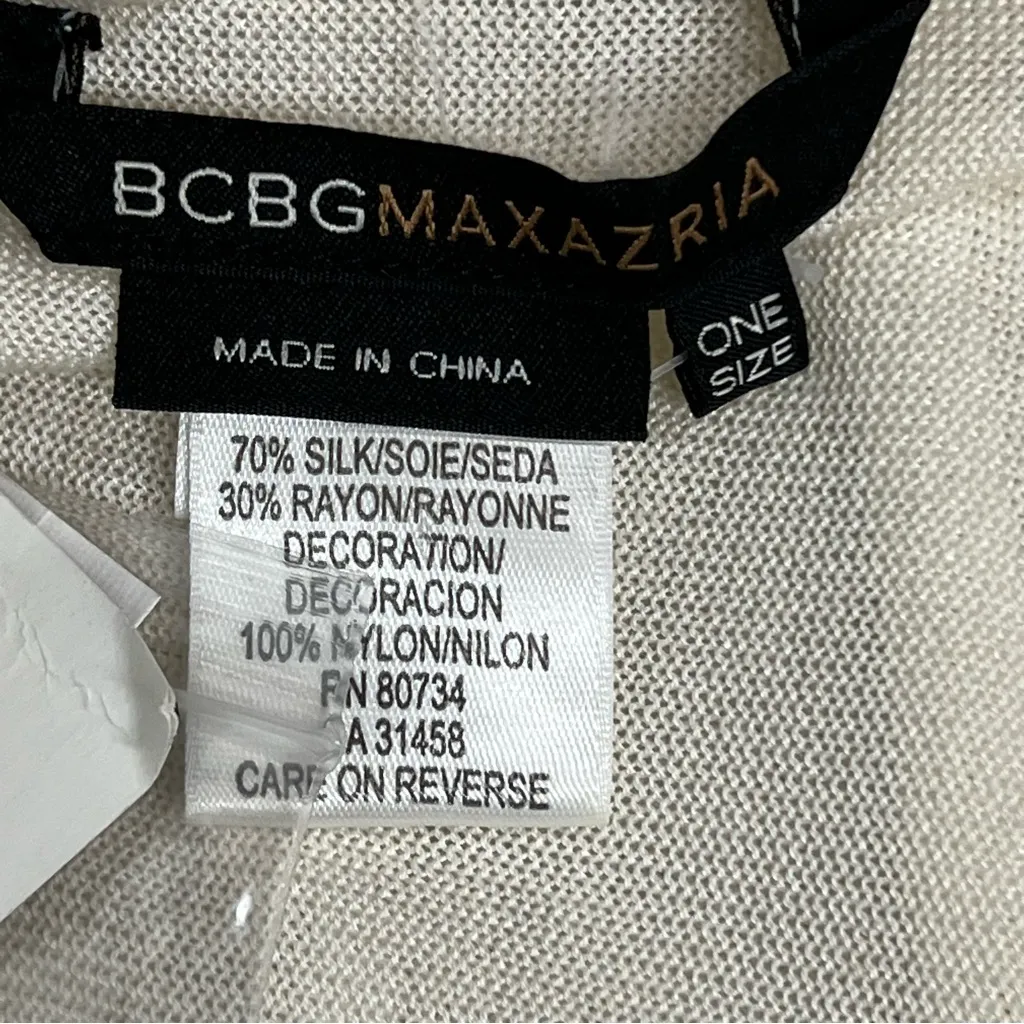 BCBGMAXAZRIA
MADE IN CHINA
ONE
SIZE
70% SILK/SOIE/SEDA
30% RAYON/RAYONNE
DECORATION/
DECORACION
100% NYLON/NILON
RN 80734
CA 31458
CARE ON REVERSE